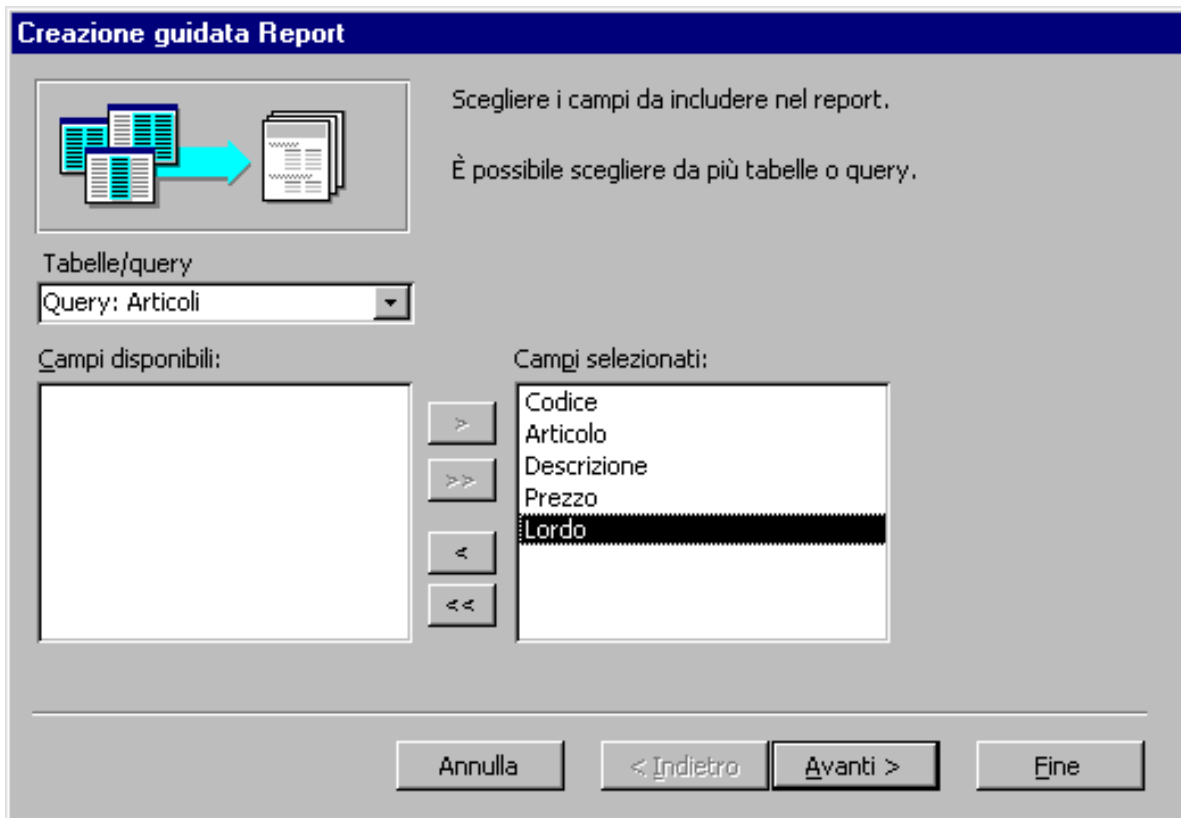 Creazione guidata Report
Scegliere i campi da includere nel report.
È possibile scegliere da più tabelle o query.
Tabelle/query
Query: Articoli
Campi disponibili:
Campi selezionati:
Codice
Articolo
Descrizione
Prezzo
Lordo
>
>>
<
<<
Annulla
< Indietro
Avanti >
Fine